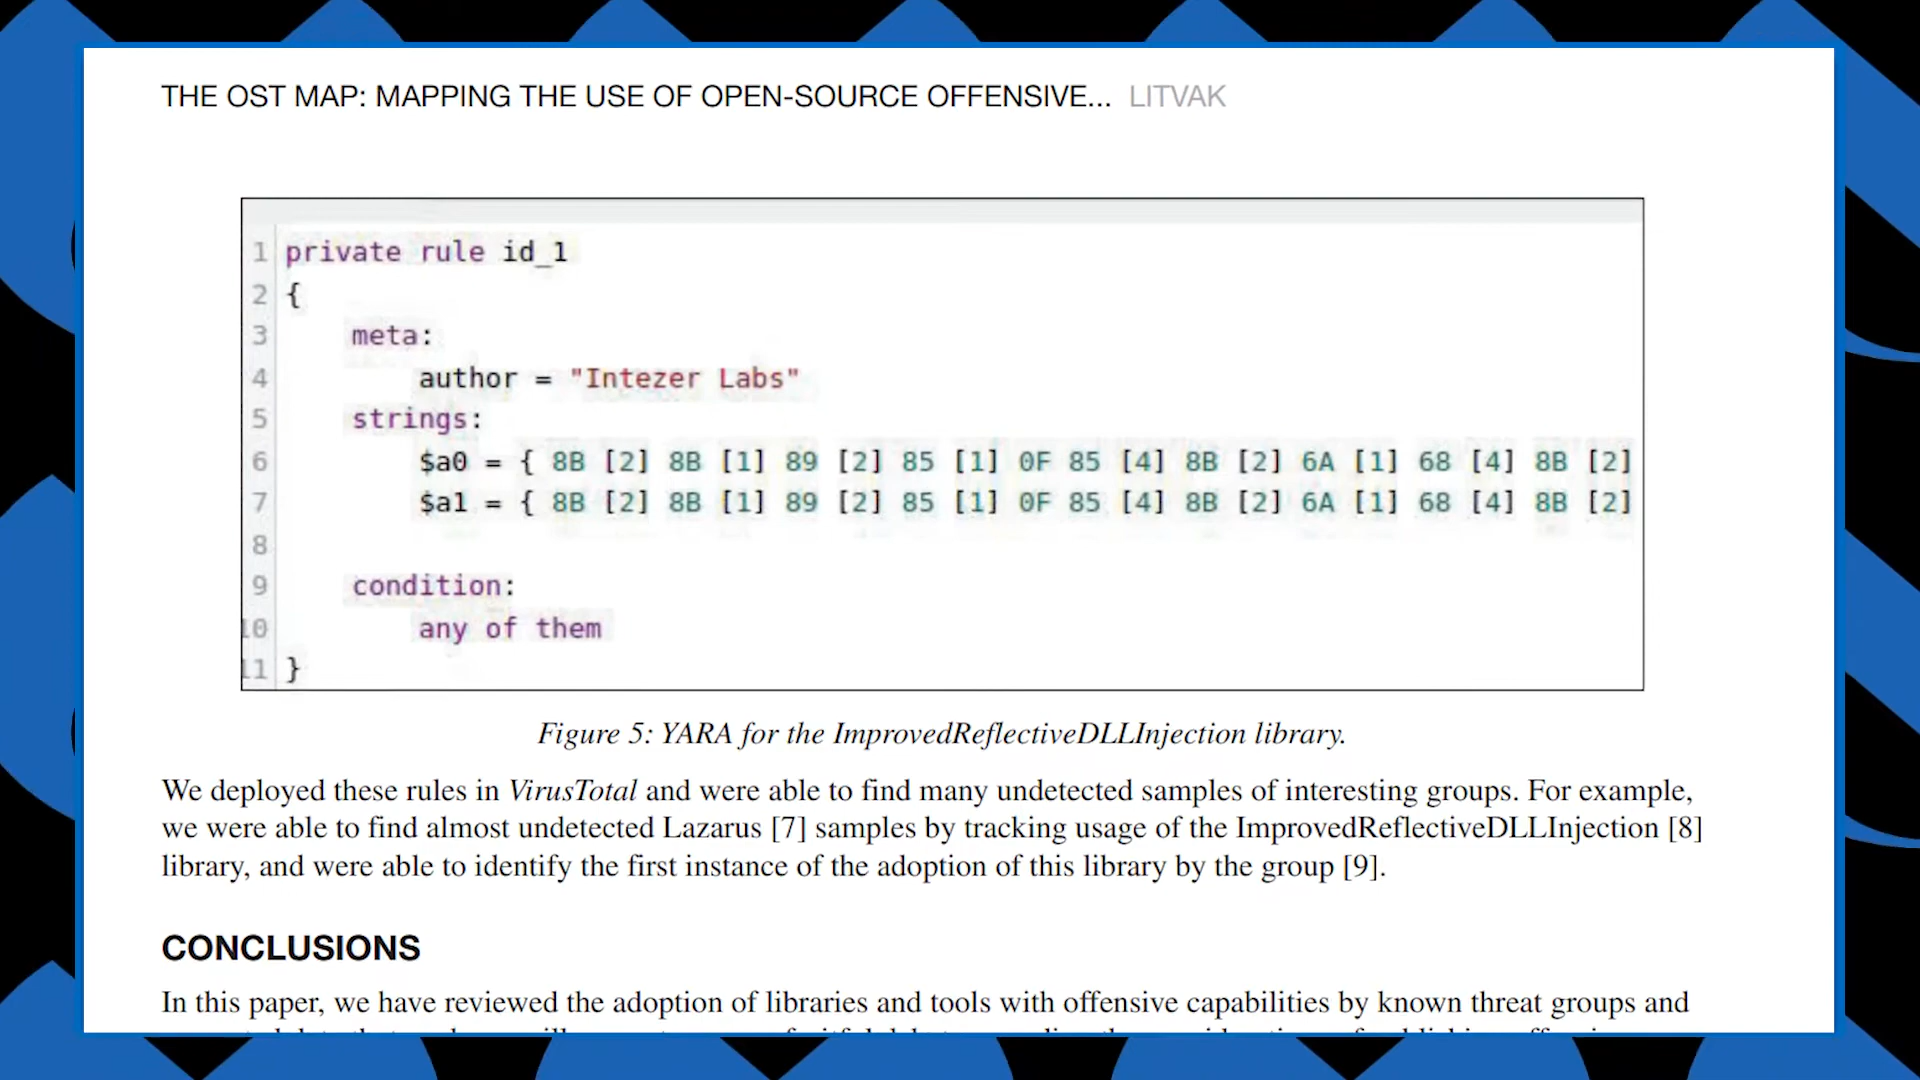 THE OST MAP: MAPPING THE USE OF OPEN-SOURCE OFFENSIVE... LITVAK
1 private rule id_1
2 {
3 meta:
4 author = "Intezer Labs"
5 strings:
6 $a0 = { 8B [2] 8B [1] 89 [2] 85 [1] 0F 85 [4] 8B [2] 6A [1] 68 [4] 8B [2]
7 $a1 = { 8B [2] 8B [1] 89 [2] 85 [1] 0F 85 [4] 8B [2] 6A [1] 68 [4] 8B [2]
8
9 condition:
10 any of them
11 }
Figure 5: YARA for the ImprovedReflectiveDLLInjection library.
We deployed these rules in VirusTotal and were able to find many undetected samples of interesting groups. For example,
we were able to find almost undetected Lazarus [7] samples by tracking usage of the ImprovedReflectiveDLLInjection [8]
library, and were able to identify the first instance of the adoption of this library by the group [9].
CONCLUSIONS
In this paper, we have reviewed the adoption of libraries and tools with offensive capabilities by known threat groups and